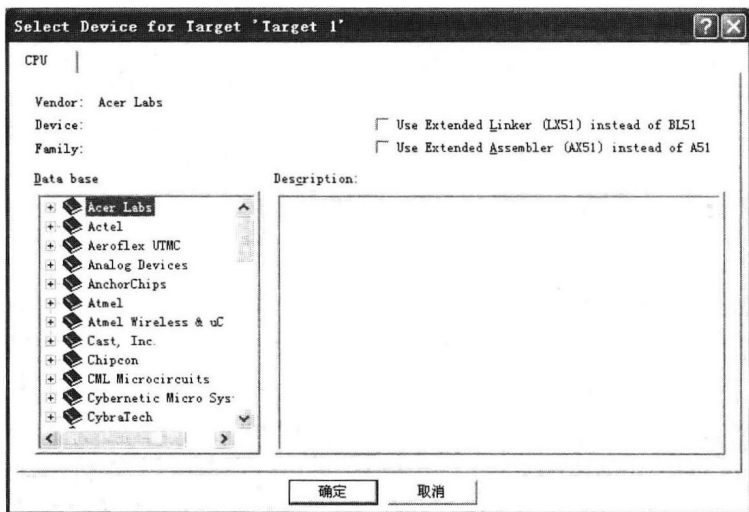 Select Device for Target 'Target 1'
CPU
Vendor: Acer Labs
Device:
Use Extended Linker (LX51) instead of BL51
Family:
Use Extended Assembler (AX51) instead of A51
Data base
Description:
Acer Labs
Actel
Aeroflex UTMC
Analog Devices
AnchorChips
Atmel
Atmel Wireless & uC
Cast, Inc.
Chipcon
CML Microcircuits
Cybernetic Micro Sys
CybraTech
确定
取消